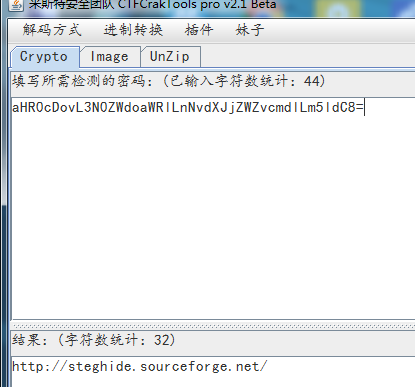 米斯特安全团队 CTFCrakTools pro v2.1 Beta
解码方式 进制转换 插件 妹子
Crypto Image UnZip
填写所需检测的密码：(已输入字符数统计：44)
aHR0cDovL3N0ZWdoaWRlLnNvdXJjZWZvcmdlLm5ldC8=
结果：(字符数统计：32)
http://steghide.sourceforge.net/